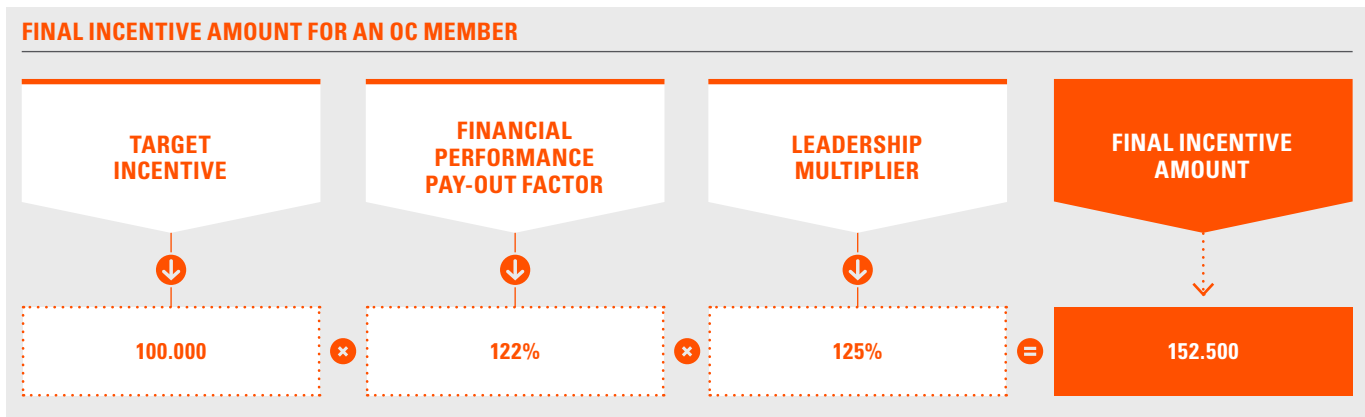 FINAL INCENTIVE AMOUNT FOR AN OC MEMBER
TARGET
INCENTIVE
FINANCIAL
PERFORMANCE
PAY-OUT FACTOR
LEADERSHIP
MULTIPLIER
FINAL INCENTIVE
AMOUNT
100.000 × 122% × 125% = 152.500